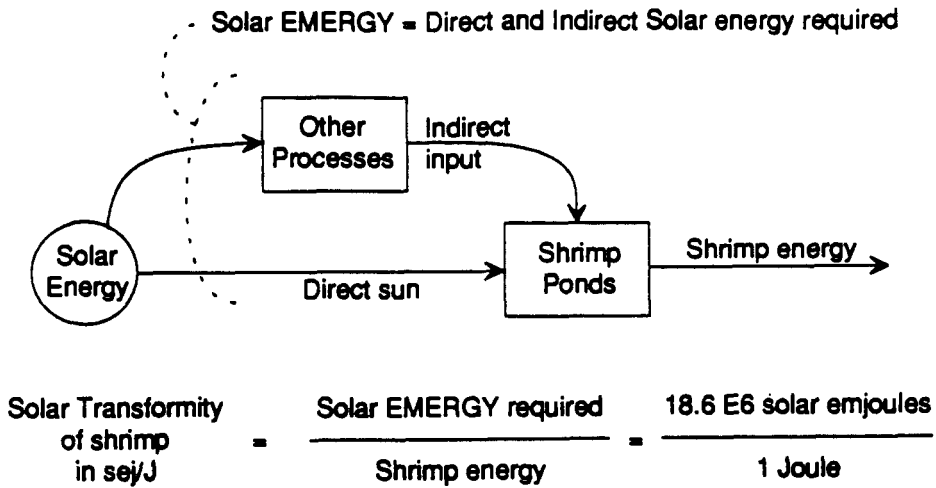 Solar EMERGY = Direct and Indirect Solar energy required
Other
Processes
Indirect
input
Solar
Energy
Direct sun
Shrimp
Ponds
Shrimp energy
Solar Transformity
of shrimp
in sej/J
=
Solar EMERGY required
Shrimp energy
=
18.6 E6 solar emjoules
1 Joule